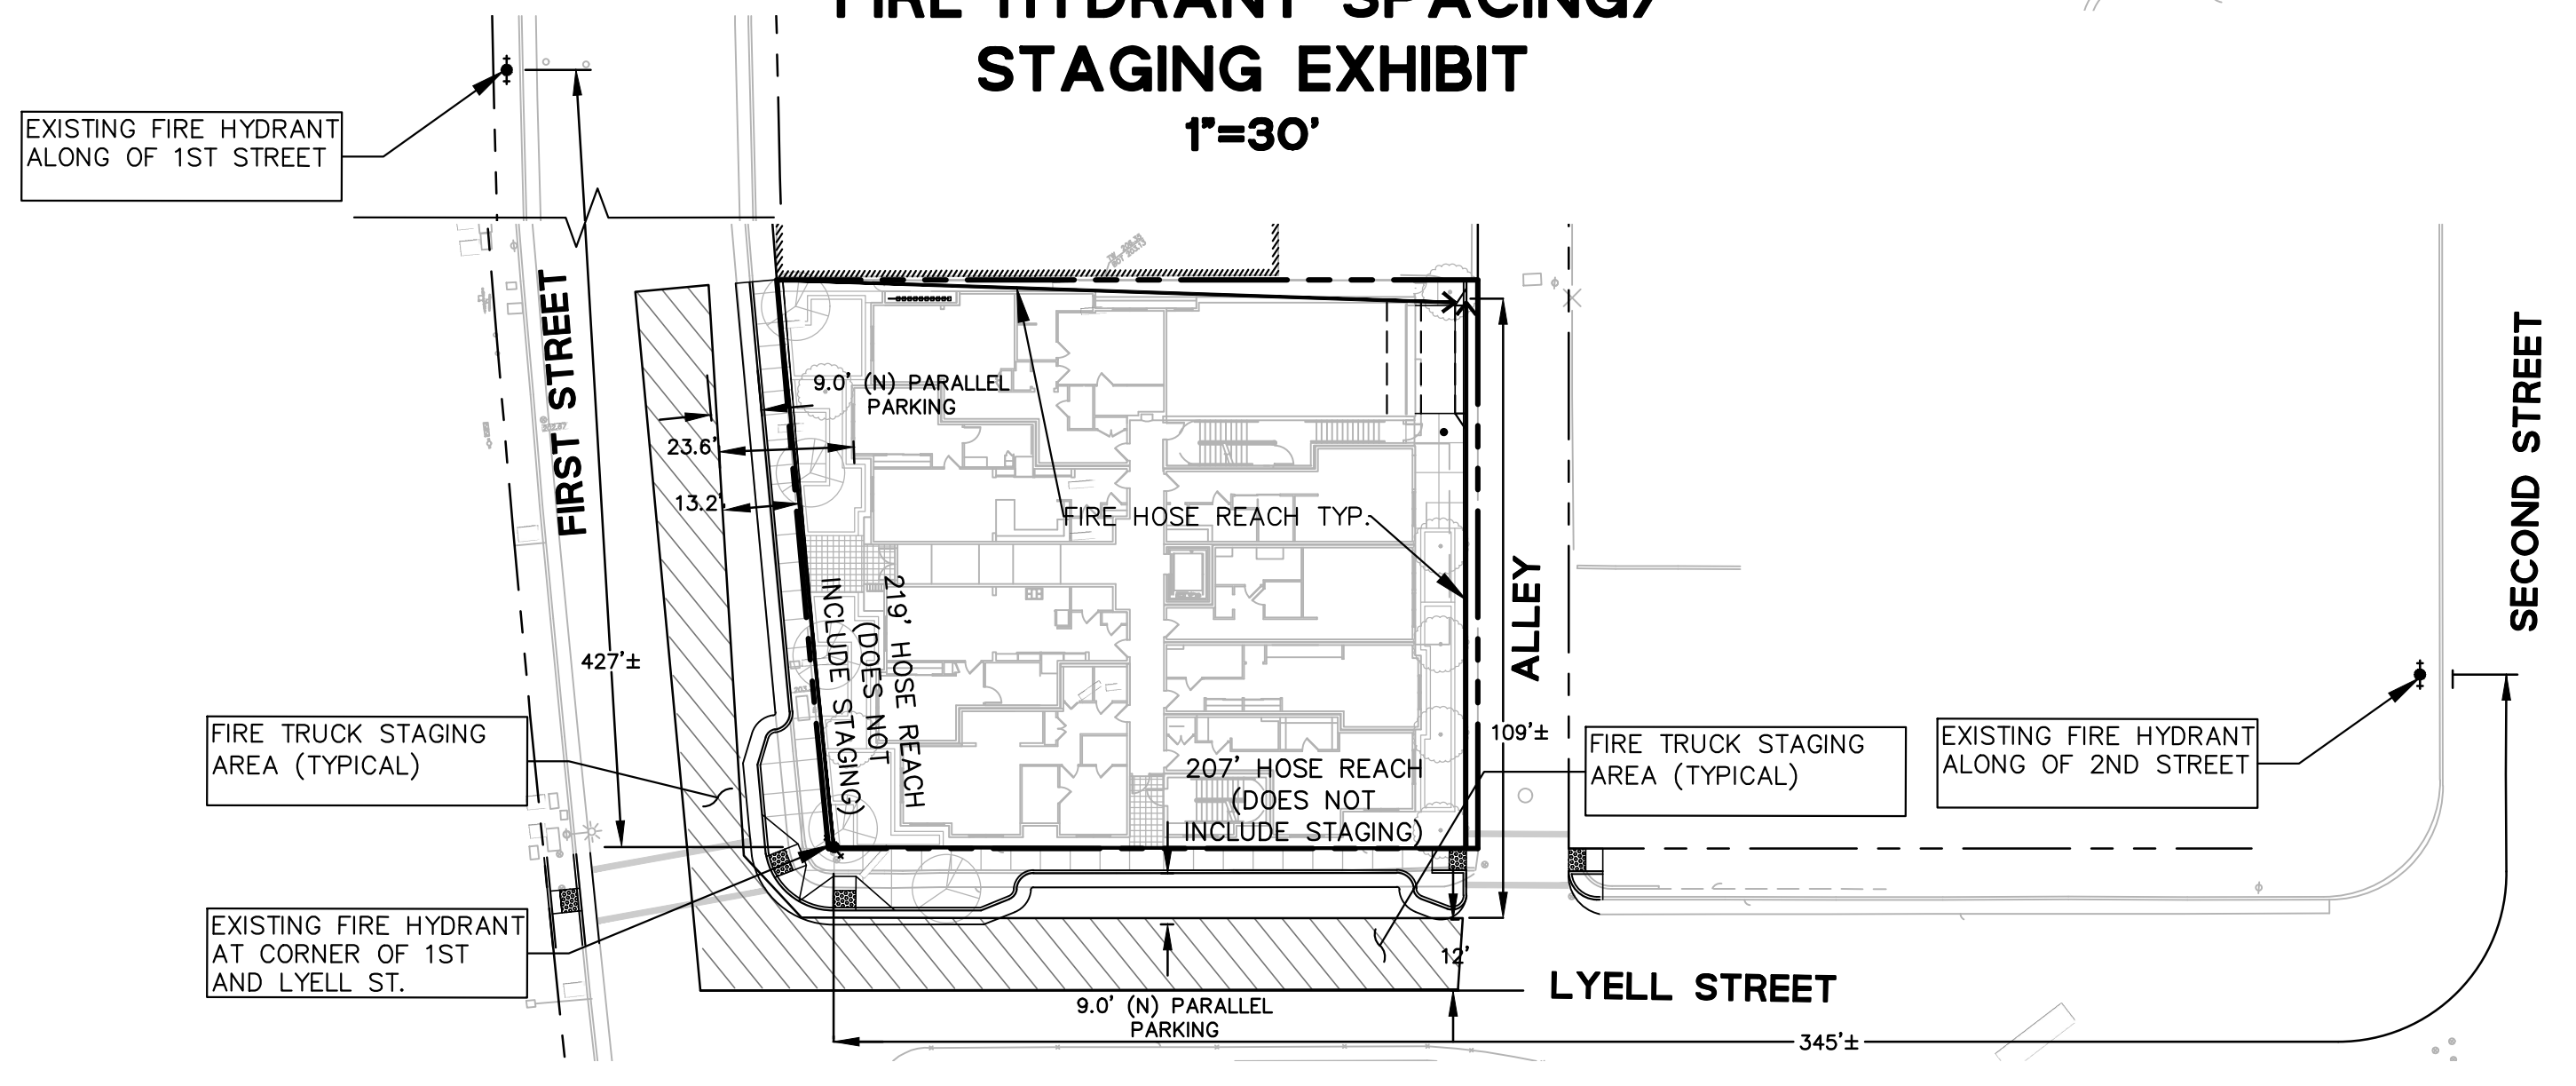 FIRE HYDRANT SPACING/
STAGING EXHIBIT
1"=30'
EXISTING FIRE HYDRANT
ALONG OF 1ST STREET
FIRST STREET
9.0' (N) PARALLEL
PARKING
23.6'
13.2'
FIRE HOSE REACH TYP.
219' HOSE REACH
(DOES NOT
INCLUDE STAGING)
427'±
ALLEY
SECOND STREET
109'±
FIRE TRUCK STAGING
AREA (TYPICAL)
207' HOSE REACH
(DOES NOT
INCLUDE STAGING)
FIRE TRUCK STAGING
AREA (TYPICAL)
EXISTING FIRE HYDRANT
ALONG OF 2ND STREET
EXISTING FIRE HYDRANT
AT CORNER OF 1ST
AND LYELL ST.
12'
LYELL STREET
9.0' (N) PARALLEL
PARKING
345'±